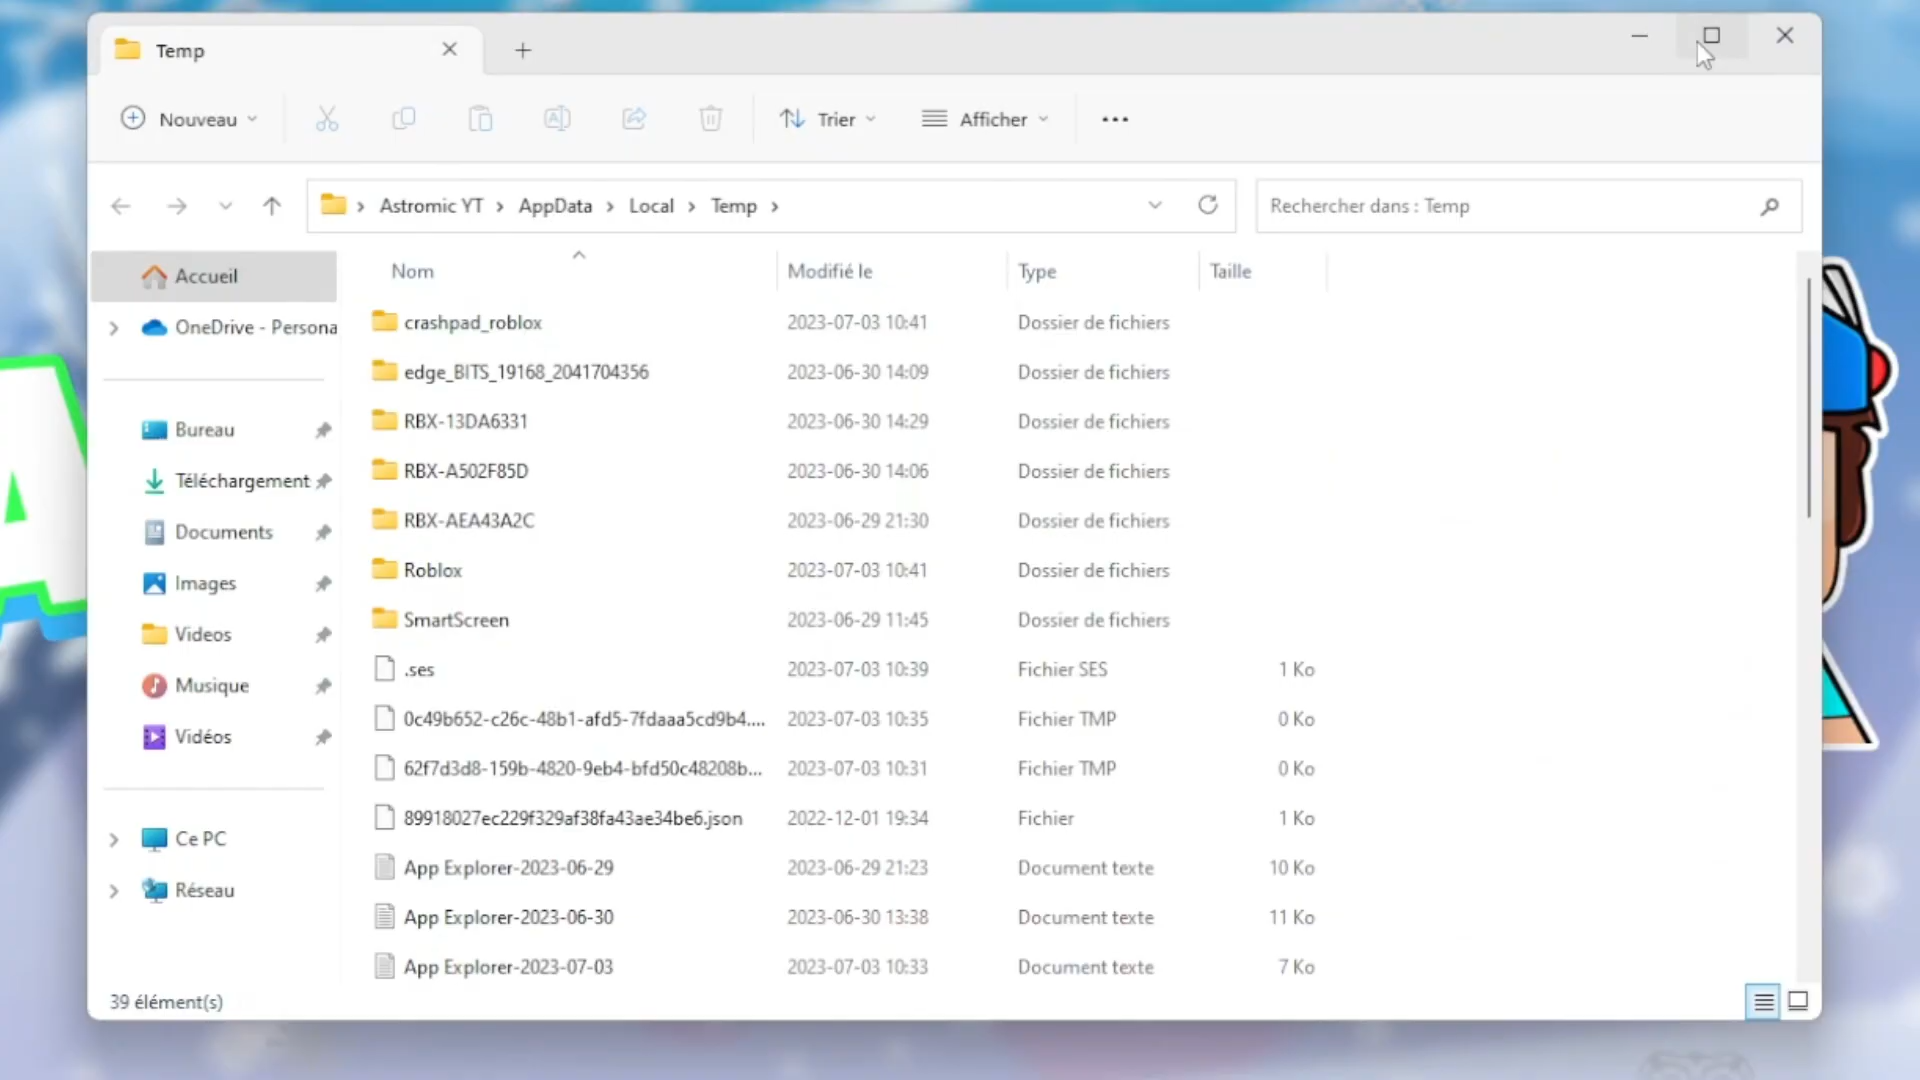 Temp
Nouveau
Trier
Afficher
Astromic YT > AppData > Local > Temp >
Rechercher dans : Temp
Nom Modifié le Type Taille
Accueil
OneDrive - Persona
Bureau
Téléchargement
Documents
Images
Videos
Musique
Vidéos
Ce PC
Réseau
crashpad_roblox 2023-07-03 10:41 Dossier de fichiers
edge_BITS_19168_2041704356 2023-06-30 14:09 Dossier de fichiers
RBX-13DA6331 2023-06-30 14:29 Dossier de fichiers
RBX-A502F85D 2023-06-30 14:06 Dossier de fichiers
RBX-AEA43A2C 2023-06-29 21:30 Dossier de fichiers
Roblox 2023-07-03 10:41 Dossier de fichiers
SmartScreen 2023-06-29 11:45 Dossier de fichiers
.ses 2023-07-03 10:39 Fichier SES 1 Ko
0c49b652-c26c-48b1-afd5-7fdaaa5cd9b4.... 2023-07-03 10:35 Fichier TMP 0 Ko
62f7d3d8-159b-4820-9eb4-bfd50c48208b... 2023-07-03 10:31 Fichier TMP 0 Ko
89918027ec229f329af38fa43ae34be6.json 2022-12-01 19:34 Fichier 1 Ko
App Explorer-2023-06-29 2023-06-29 21:23 Document texte 10 Ko
App Explorer-2023-06-30 2023-06-30 13:38 Document texte 11 Ko
App Explorer-2023-07-03 2023-07-03 10:33 Document texte 7 Ko
39 élément(s)
A